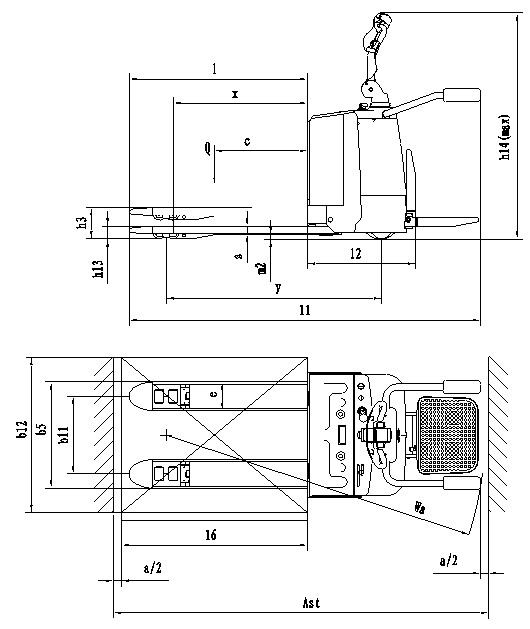 l
x
Q
c
h14(max)
h3
h13
s
m2
l2
y
l1
b12
b5
b11
e
Wa
l6
a/2
a/2
Ast